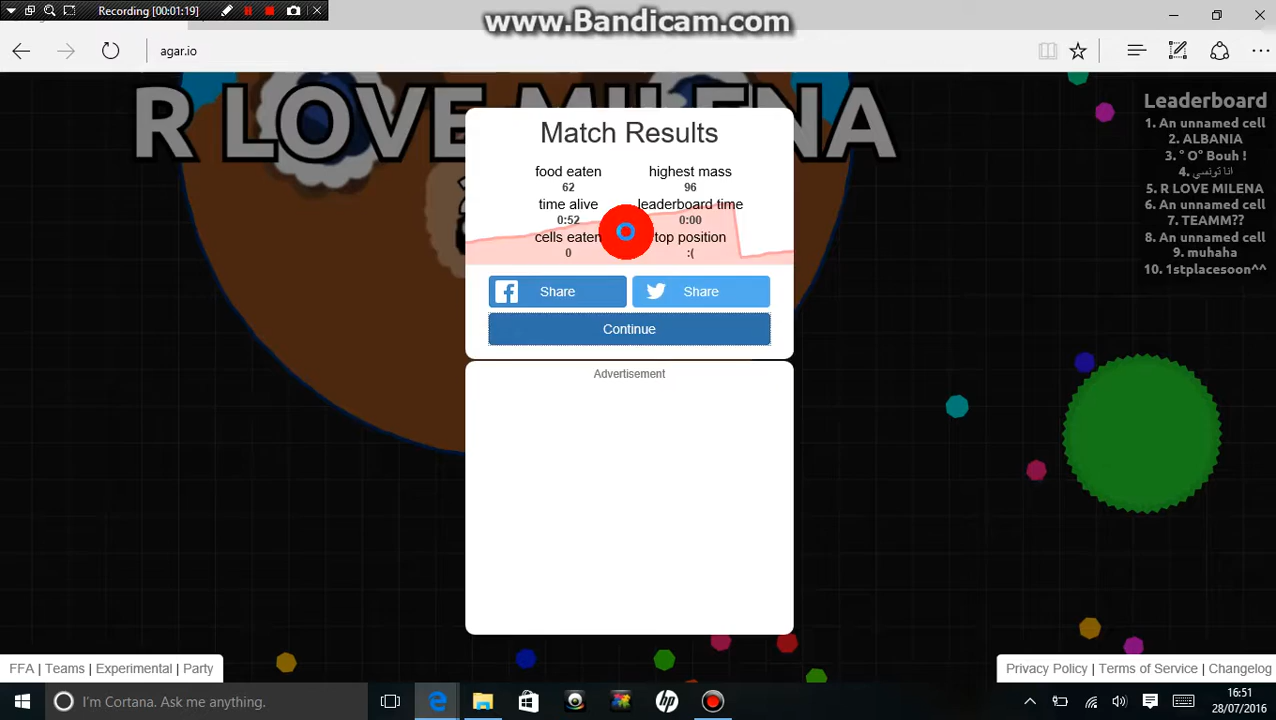 Recording [00:01:19]
www.Bandicam.com
agar.io
R LOVE MILENA
Match Results
food eaten
62
highest mass
96
time alive
0:52
leaderboard time
0:00
cells eaten
0
top position
:(
Share
Share
Continue
Advertisement
Leaderboard
1. An unnamed cell
2. ALBANIA
3. ° O° Bouh !
4. انا تونسي
5. R LOVE MILENA
6. An unnamed cell
7. TEAMM??
8. An unnamed cell
9. muhaha
10. 1stplacesoon^^
FFA | Teams | Experimental | Party
Privacy Policy | Terms of Service | Changelog
I'm Cortana. Ask me anything.
hp
16:51
28/07/2016